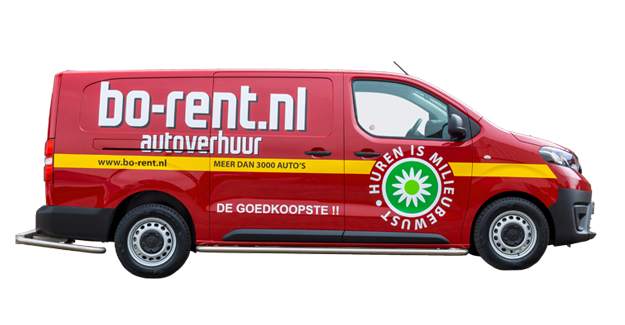 bo-rent.nl
autoverhuur
www.bo-rent.nl
MEER DAN 3000 AUTO'S
DE GOEDKOOPSTE !!
• HUREN IS MILIEUBEWUST